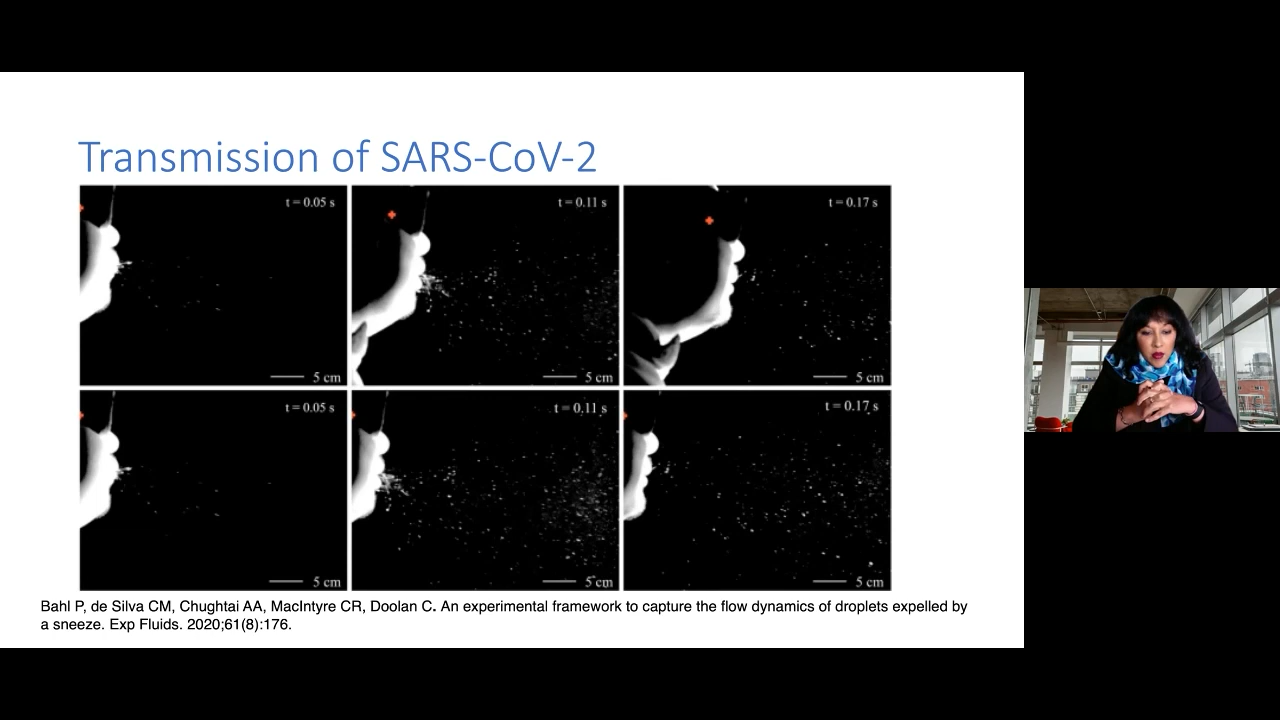 Transmission of SARS-CoV-2
t = 0.05 s
t = 0.11 s
t = 0.17 s
5 cm
5 cm
5 cm
t = 0.05 s
t = 0.11 s
t = 0.17 s
5 cm
5 cm
5 cm
Bahl P, de Silva CM, Chughtai AA, MacIntyre CR, Doolan C. An experimental framework to capture the flow dynamics of droplets expelled by
a sneeze. Exp Fluids. 2020;61(8):176.